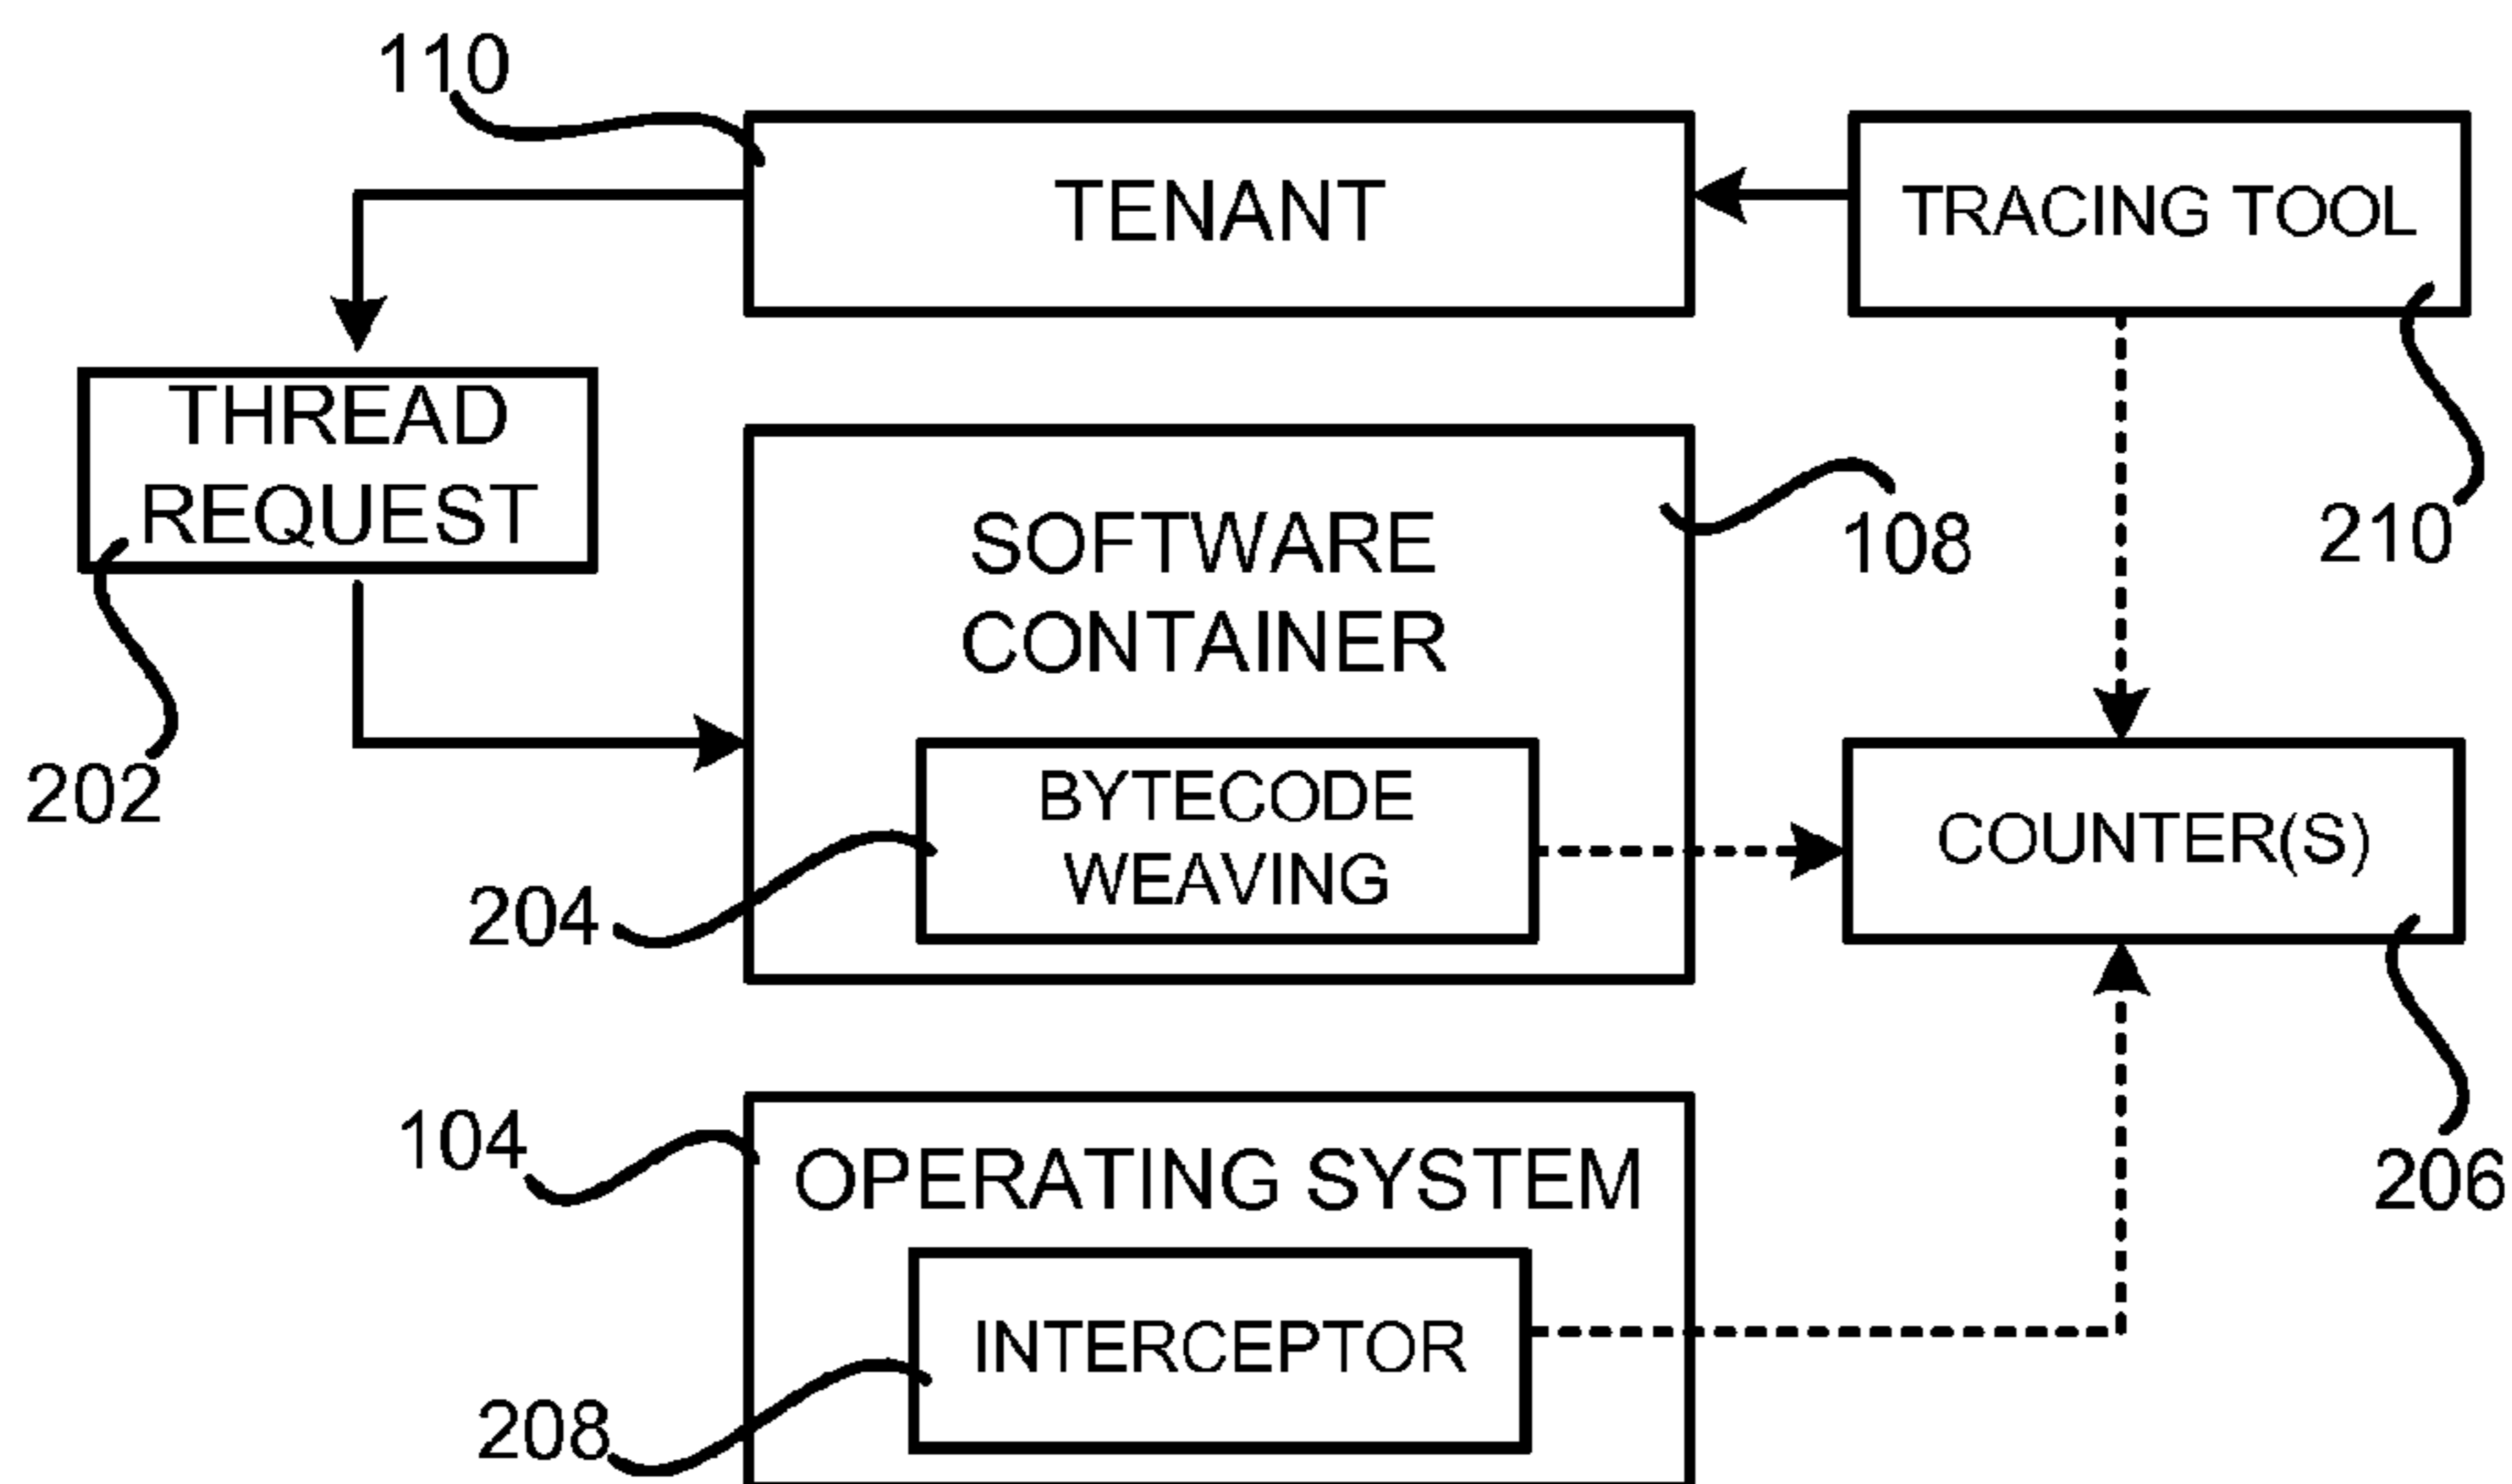 110
TENANT
TRACING TOOL
THREAD
REQUEST
SOFTWARE
CONTAINER
108
210
202
BYTECODE
WEAVING
COUNTER(S)
204
104
OPERATING SYSTEM
206
INTERCEPTOR
208